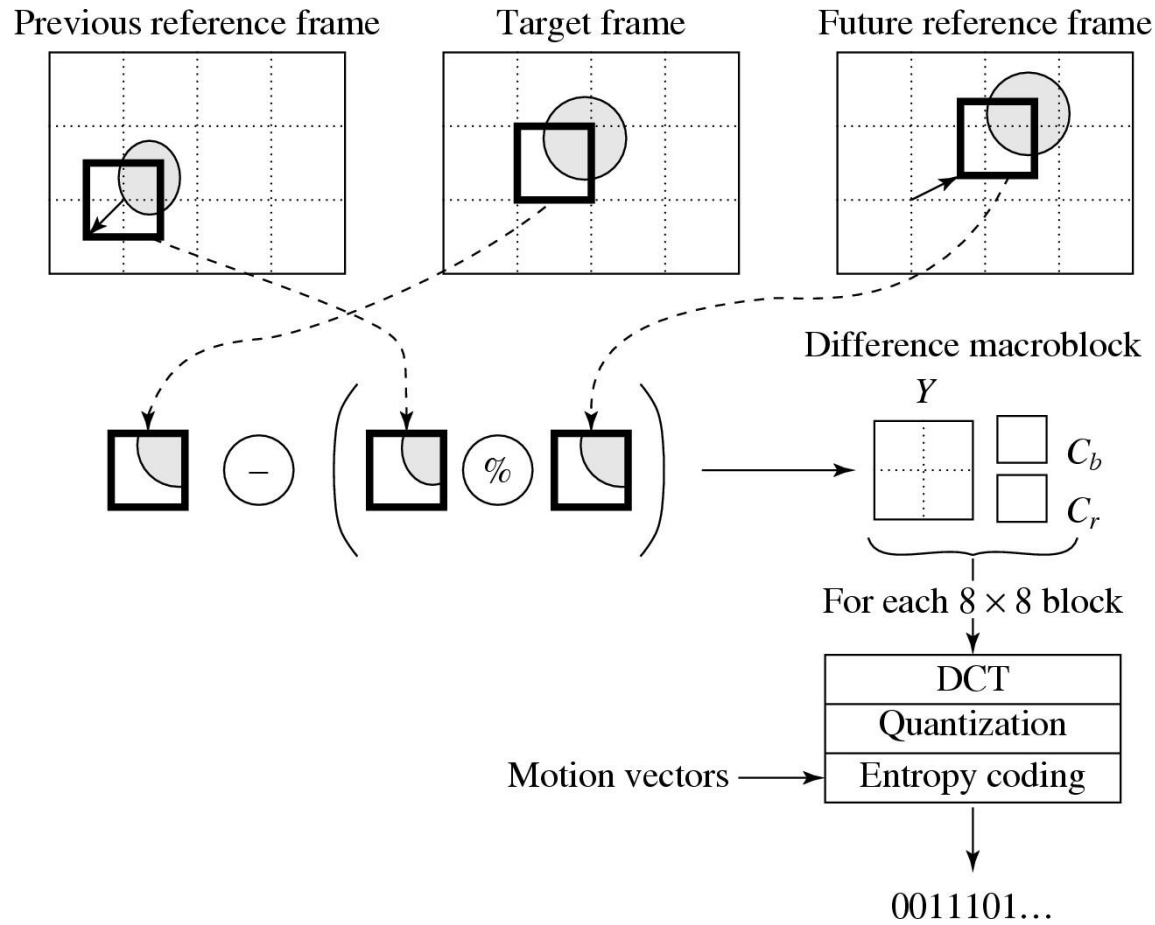 Previous reference frame
Target frame
Future reference frame
Difference macroblock
Y
−
%
C_b
C_r
For each 8 × 8 block
DCT
Quantization
Motion vectors
Entropy coding
0011101…